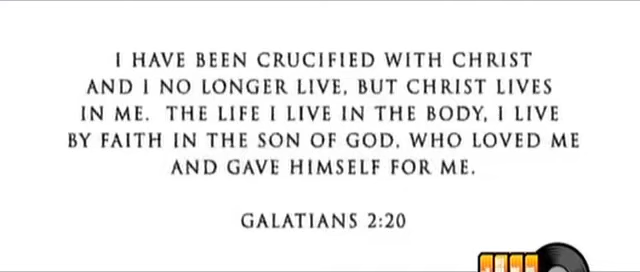 I HAVE BEEN CRUCIFIED WITH CHRIST
AND I NO LONGER LIVE, BUT CHRIST LIVES
IN ME. THE LIFE I LIVE IN THE BODY, I LIVE
BY FAITH IN THE SON OF GOD, WHO LOVED ME
AND GAVE HIMSELF FOR ME.
GALATIANS 2:20